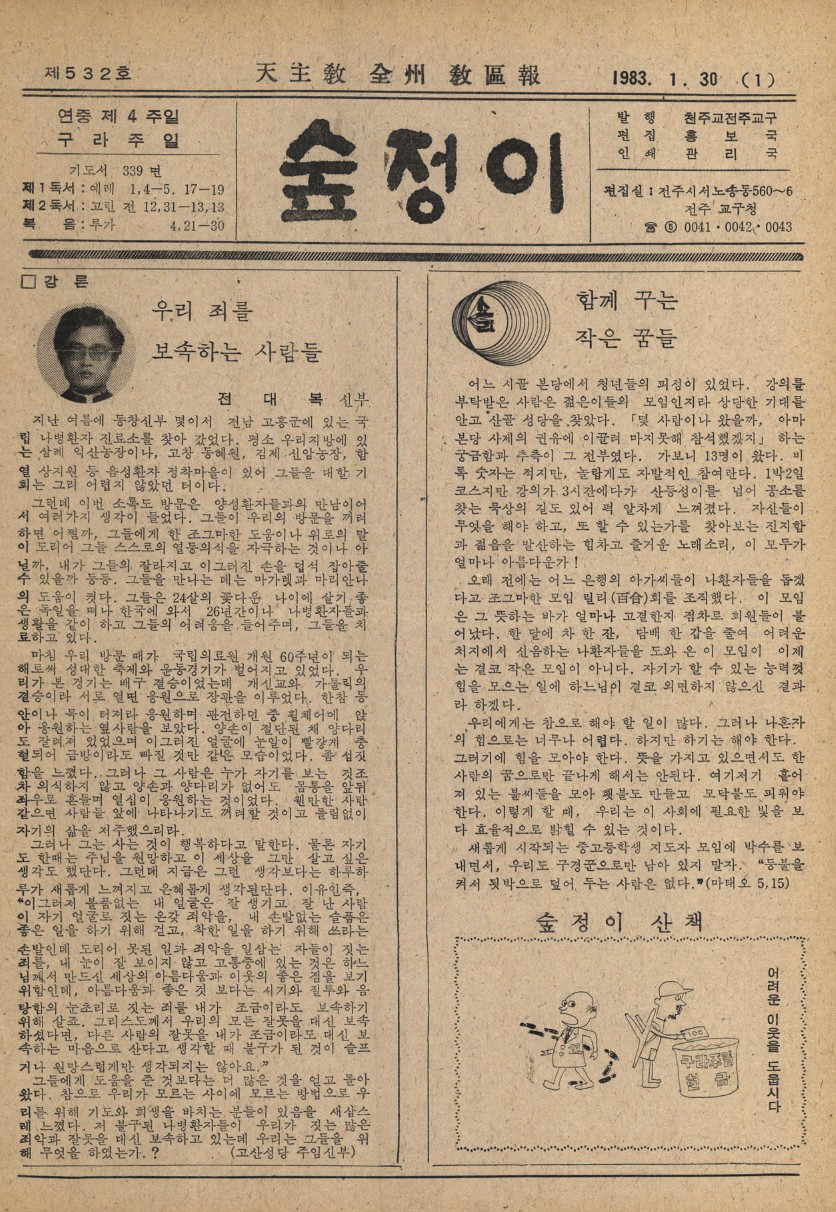 제532호
天主敎 全州 敎區報
1983. 1. 30 (1)
연중 제 4 주일
구 라 주 일
기도서 339 면
제1독서 : 예레 1,4—5. 17—19
제2독서 : 고린 전 12,31—13,13
복 음 : 루가 4,21—30
숲정이
발 행 천주교전주교구
편 집 홍 보 국
인 쇄 관 리 국
편집실 : 전주시서노송동560~6
전주 교구청
☎ ⑤ 0041·0042·0043
□ 강 론
우리 죄를
보속하는 사람들
전 대 복 신부
지난 여름에 동창신부 몇이서 전남 고흥군에 있는 국
립 나병환자 진료소를 찾아 갔었다. 평소 우리지방에 있
는 삼례 익산농장이나, 고창 동혜원, 김제 신암농장, 함
열 상지원 등 음성환자 정착마을이 있어 그들을 대할 기
회는 그리 어렵지 않았던 터이다.
그런데 이번 소록도 방문은 양성환자들과의 만남이어
서 여러가지 생각이 들었다. 그들이 우리의 방문을 꺼려
하면 어쩔까, 그들에게 한 조그마한 도움이나 위로의 말
이 도리어 그들 스스로의 열등의식을 자극하는 것이나 아
닐까, 내가 그들의 잘라지고 이그러진 손을 덥석 잡아줄
수 있을까 등등. 그들을 만나는 데는 마가렛과 마리안나
의 도움이 컷다. 그들은 24살의 꽃다운 나이에 살기 좋
은 독일을 떠나 한국에 와서 26년간이나 나병환자들과
생활을 같이 하고 그들의 어려움을 들어주며, 그들을 치
료하고 있다.
마침 우리 방문 때가 국립의료원 개원 60주년이 되는
해로써 성대한 축제와 운동경기가 벌어지고 있었다. 우
리가 본 경기는 배구 결승이었는데 개신교와 가톨릭의
결승이라 서로 열띤 응원으로 장관을 이루었다. 한참 동
안이나 목이 터져라 응원하며 관전하던 중 휠체어에 앉
아 응원하는 옆사람을 보았다. 양손이 절단된 체 양다리
도 잘려져 있었으며 이그러진 얼굴에 눈알이 빨갛게 충
혈되어 금방이라도 빠질 것만 같은 모습이었다. 좀 섬짓
함을 느꼈다. 그러나 그 사람은 누가 자기를 보는 것조
차 의식하지 않고 양손과 양다리가 없어도 몸통을 앞뒤
좌우로 흔들며 열심이 응원하는 것이었다. 웬만한 사람
같으면 사람들 앞에 나타나기도 꺼려할 것이고 틀림없이
자기의 삶을 저주했으리라.
그러나 그는 사는 것이 행복하다고 말한다. 물론 자기
도 한때는 주님을 원망하고 이 세상을 그만 살고 싶은
생각도 했단다. 그런데 지금은 그런 생각보다는 하루하
루가 새롭게 느껴지고 은혜롭게 생각된단다. 이유인즉,
“이그러져 볼품없는 내 얼굴은 잘 생기고 잘 난 사람
이 자기 얼굴로 짓는 온갖 죄악을, 내 손발없는 슬픔은
좋은 일을 하기 위해 걷고, 착한 일을 하기 위해 쓰라는
손발인데 도리어 못된 일과 죄악을 일삼는 자들이 짓는
죄를, 내 눈이 잘 보이지 않고 고통중에 있는 것은 하느
님께서 만드신 세상의 아름다움과 이웃의 좋은 점을 보기
위함인데, 아름다움과 좋은 것 보다는 시기와 질투와 음
탕함의 눈초리로 짓는 죄를 내가 조금이라도 보속하기
위해 살죠. 그리스도께서 우리의 모든 잘못을 대신 보속
하셨다면, 다른 사람의 잘못을 내가 조금이라도 대신 보
속하는 마음으로 산다고 생각할 때 불구가 된 것이 슬프
거나 원망스럽게만 생각되지는 않아요.”
그들에게 도움을 준 것보다는 더 많은 것을 얻고 돌아
왔다. 참으로 우리가 모르는 사이에 모르는 방법으로 우
리를 위해 기도와 희생을 바치는 분들이 있음을 새삼스
레 느꼈다. 저 불구된 나병환자들이 우리가 짓는 많은
죄악과 잘못을 대신 보속하고 있는데 우리는 그들을 위
해 무엇을 하였는가. ? (고산성당 주임신부)
솔
함께 꾸는
작은 꿈들
어느 시골 본당에서 청년들의 피정이 있었다. 강의를
부탁받은 사람은 젊은이들의 모임인지라 상당한 기대를
안고 산골 성당을 찾았다. 「몇 사람이나 왔을까, 아마
본당 사제의 권유에 이끌려 마지못해 참석했겠지」 하는
궁금함과 추측이 그 전부였다. 가보니 13명이 왔다. 비
록 숫자는 적지만, 놀랍게도 자발적인 참여란다. 1박2일
코스지만 강의가 3시간에다가 산등성이를 넘어 공소를
찾는 묵상의 길도 있어 퍽 알차게 느껴졌다. 자신들이
무엇을 해야 하고, 또 할 수 있는가를 찾아보는 진지함
과 젊음을 발산하는 힘차고 즐거운 노래소리, 이 모두가
얼마나 아름다운가!
오래 전에는 어느 은행의 아가씨들이 나환자들을 돕겠
다고 조그마한 모임 릴리(百合)회를 조직했다. 이 모임
은 그 뜻하는 바가 얼마나 고결한지 점차로 회원들이 불
어났다. 한 달에 차 한 잔, 담배 한 갑을 줄여 어려운
처지에서 신음하는 나환자들을 도와 온 이 모임이 이제
는 결코 작은 모임이 아니다. 자기가 할 수 있는 능력껏
힘을 모으는 일에 하느님이 결코 외면하지 않으신 결과
라 하겠다.
우리에게는 참으로 해야 할 일이 많다. 그러나 나혼자
의 힘으로는 너무나 어렵다. 하지만 하기는 해야 한다.
그러기에 힘을 모아야 한다. 뜻을 가지고 있으면서도 한
사람의 꿈으로만 끝나게 해서는 안된다. 여기저기 흩어
져 있는 불씨들을 모아 횃불도 만들고 모닥불도 피워야
한다. 이렇게 할 때, 우리는 이 사회에 필요한 빛을 보
다 효율적으로 밝힐 수 있는 것이다.
새롭게 시작되는 중고등학생 지도자 모임에 박수를 보
내면서, 우리도 구경꾼으로만 남아 있지 말자. “등불을
켜서 됫박으로 덮어 두는 사람은 없다.”(마태오 5,15)
숲 정 이 산 책
어려운 이웃을 도웁시다
100
구라주일
헌 금